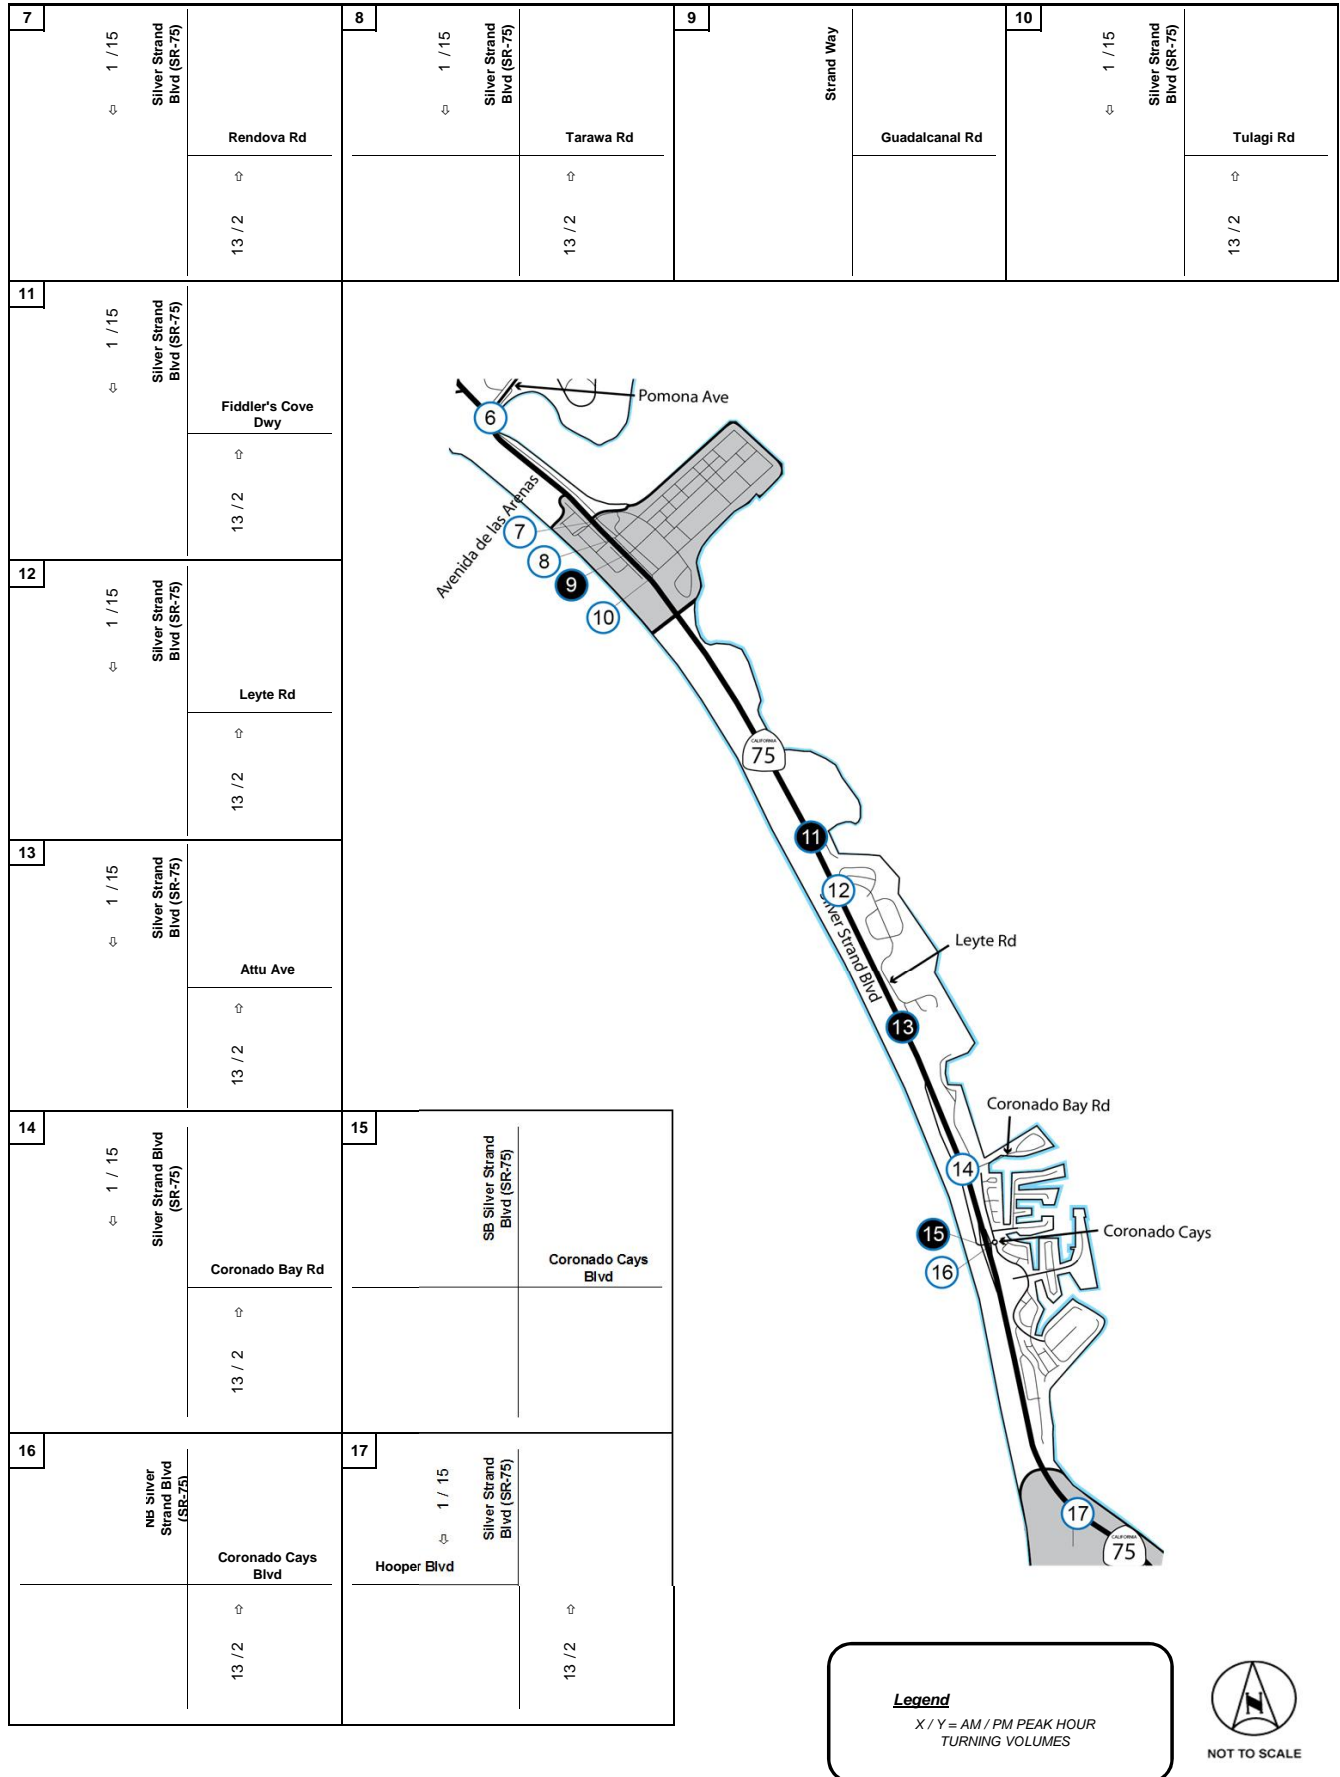 7
1 / 15
Silver Strand
Blvd (SR-75)
Rendova Rd
13 / 2
8
1 / 15
Silver Strand
Blvd (SR-75)
Tarawa Rd
13 / 2
9
Strand Way
Guadalcanal Rd
10
1 / 15
Silver Strand
Blvd (SR-75)
Tulagi Rd
13 / 2
11
1 / 15
Silver Strand
Blvd (SR-75)
Fiddler's Cove
Dwy
13 / 2
12
1 / 15
Silver Strand
Blvd (SR-75)
Leyte Rd
13 / 2
13
1 / 15
Silver Strand
Blvd (SR-75)
Attu Ave
13 / 2
14
1 / 15
Silver Strand Blvd
(SR-75)
Coronado Bay Rd
13 / 2
15
SB Silver Strand
Blvd (SR-75)
Coronado Cays
Blvd
16
NB Silver
Strand Blvd
(SR-75)
Coronado Cays
Blvd
13 / 2
17
1 / 15
Silver Strand
Blvd (SR-75)
Hooper Blvd
13 / 2
Pomona Ave
6
Avenida de las Arenas
7
8
9
10
CALIFORNIA
75
11
12
Silver Strand Blvd
Leyte Rd
13
Coronado Bay Rd
14
15
Coronado Cays
16
17
CALIFORNIA
75
Legend
X / Y = AM / PM PEAK HOUR
TURNING VOLUMES
N
NOT TO SCALE